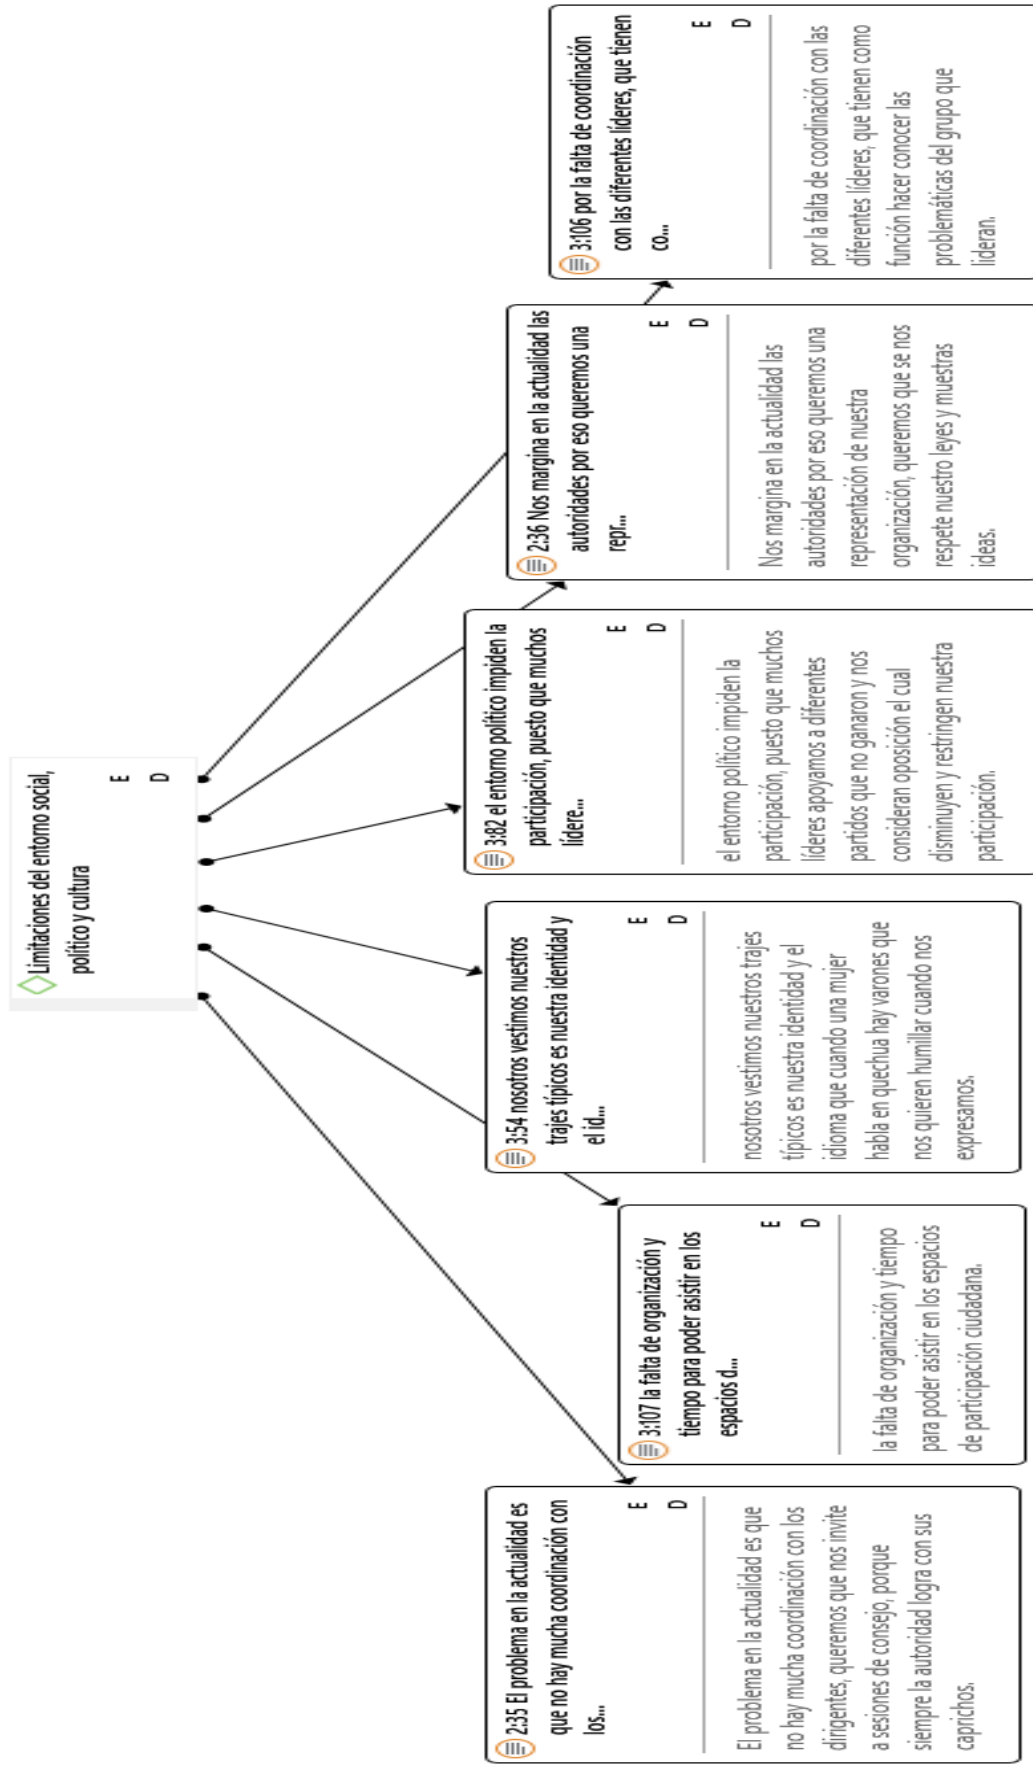 Limitaciones del entorno social,
político y cultura
E
D
2:35 El problema en la actualidad es
que no hay mucha coordinación con
los...
E
D
El problema en la actualidad es que
no hay mucha coordinación con los
dirigentes, queremos que nos invite
a sesiones de consejo, porque
siempre la autoridad logra con sus
caprichos.
3:107 la falta de organización y
tiempo para poder asistir en los
espacios d...
E
D
la falta de organización y tiempo
para poder asistir en los espacios
de participación ciudadana.
3:54 nosotros vestimos nuestros
trajes típicos es nuestra identidad y
el id...
E
D
nosotros vestimos nuestros trajes
típicos es nuestra identidad y el
idioma que cuando una mujer
habla en quechua hay varones que
nos quieren humillar cuando nos
expresamos.
3:82 el entorno político impiden la
participación, puesto que muchos
lídere...
E
D
el entorno político impiden la
participación, puesto que muchos
líderes apoyamos a diferentes
partidos que no ganaron y nos
consideran oposición el cual
disminuyen y restringen nuestra
participación.
2:36 Nos margina en la actualidad las
autoridades por eso queremos una
repr...
E
D
Nos margina en la actualidad las
autoridades por eso queremos una
representación de nuestra
organización, queremos que se nos
respete nuestro leyes y muestras
ideas.
3:106 por la falta de coordinación
con las diferentes líderes, que tienen
co...
E
D
por la falta de coordinación con las
diferentes líderes, que tienen como
función hacer conocer las
problemáticas del grupo que
lideran.